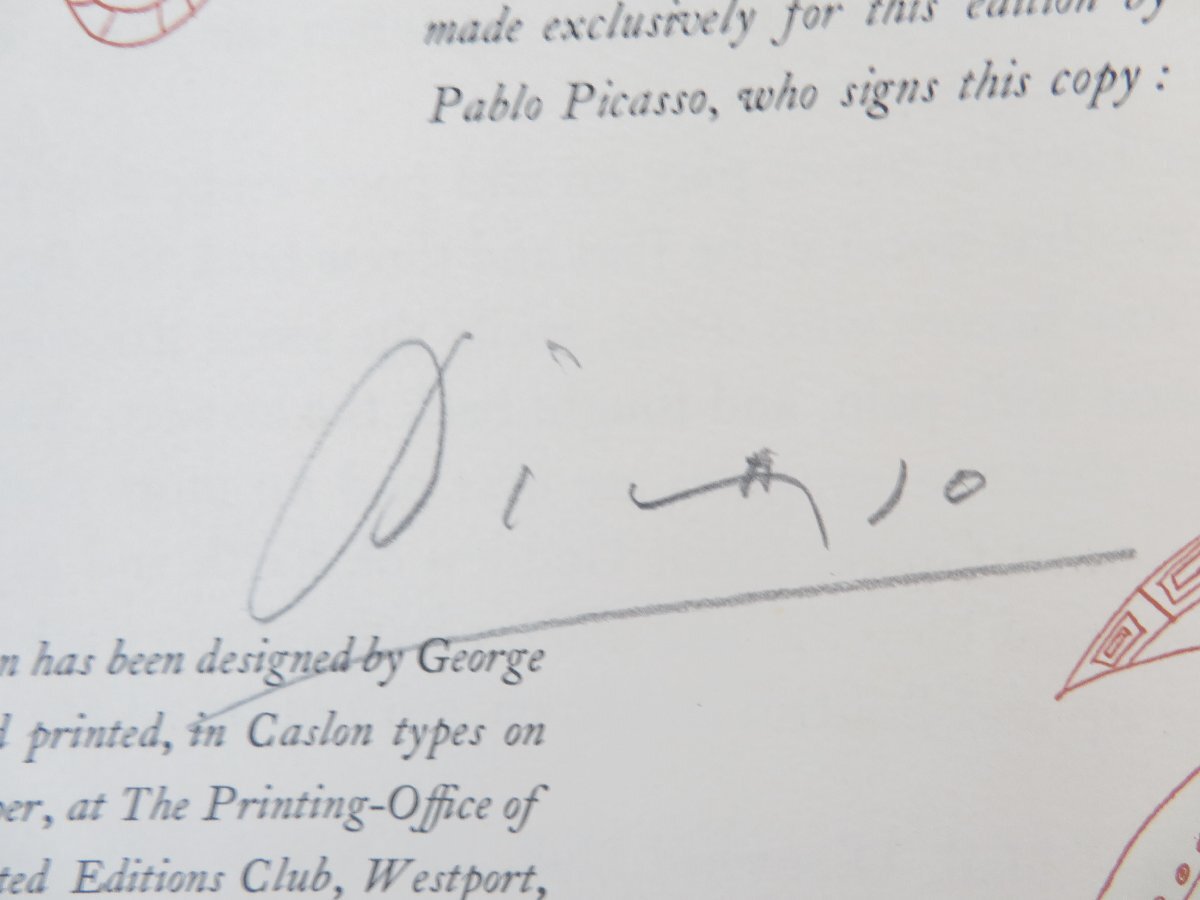 made exclusively for this edition by
Pablo Picasso, who signs this copy :
Picasso
n has been designed by George
d printed, in Caslon types on
per, at The Printing-Office of
ted Editions Club, Westport,